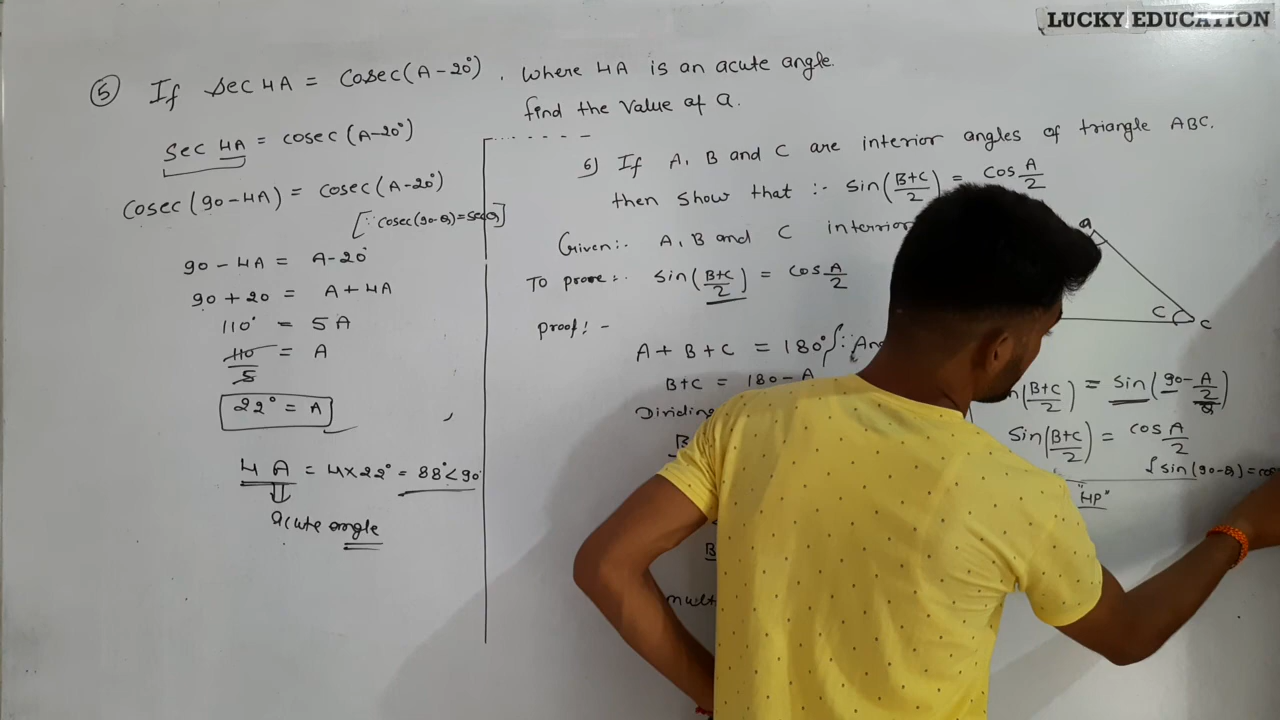 LUCKY EDUCATION
5 If sec 4A = cosec(A-20°), where 4A is an acute angle.
find the value of a.
sec 4A = cosec(A-20°)
cosec(90-4A) = cosec(A-20°)
[∵ cosec(90-θ)=secθ]
90-4A = A-20°
90+20 = A+4A
110° = 5A
110/5 = A
22° = A
4A = 4×22° = 88°<90
acute angle
6) If A, B and C are interior angles of triangle ABC.
then show that :- sin(B+C/2) = cos A/2
Given:- A, B and C interrior
To prove:- sin(B+C/2) = cos A/2
proof:-
A + B + C = 180° {∵
B+C = 180-A
Dividing
B
B
a
C
C
(B+C/2) = sin(90-A/2)
θ
sin(B+C/2) = cos A/2
{sin(90-θ)=
"HP"